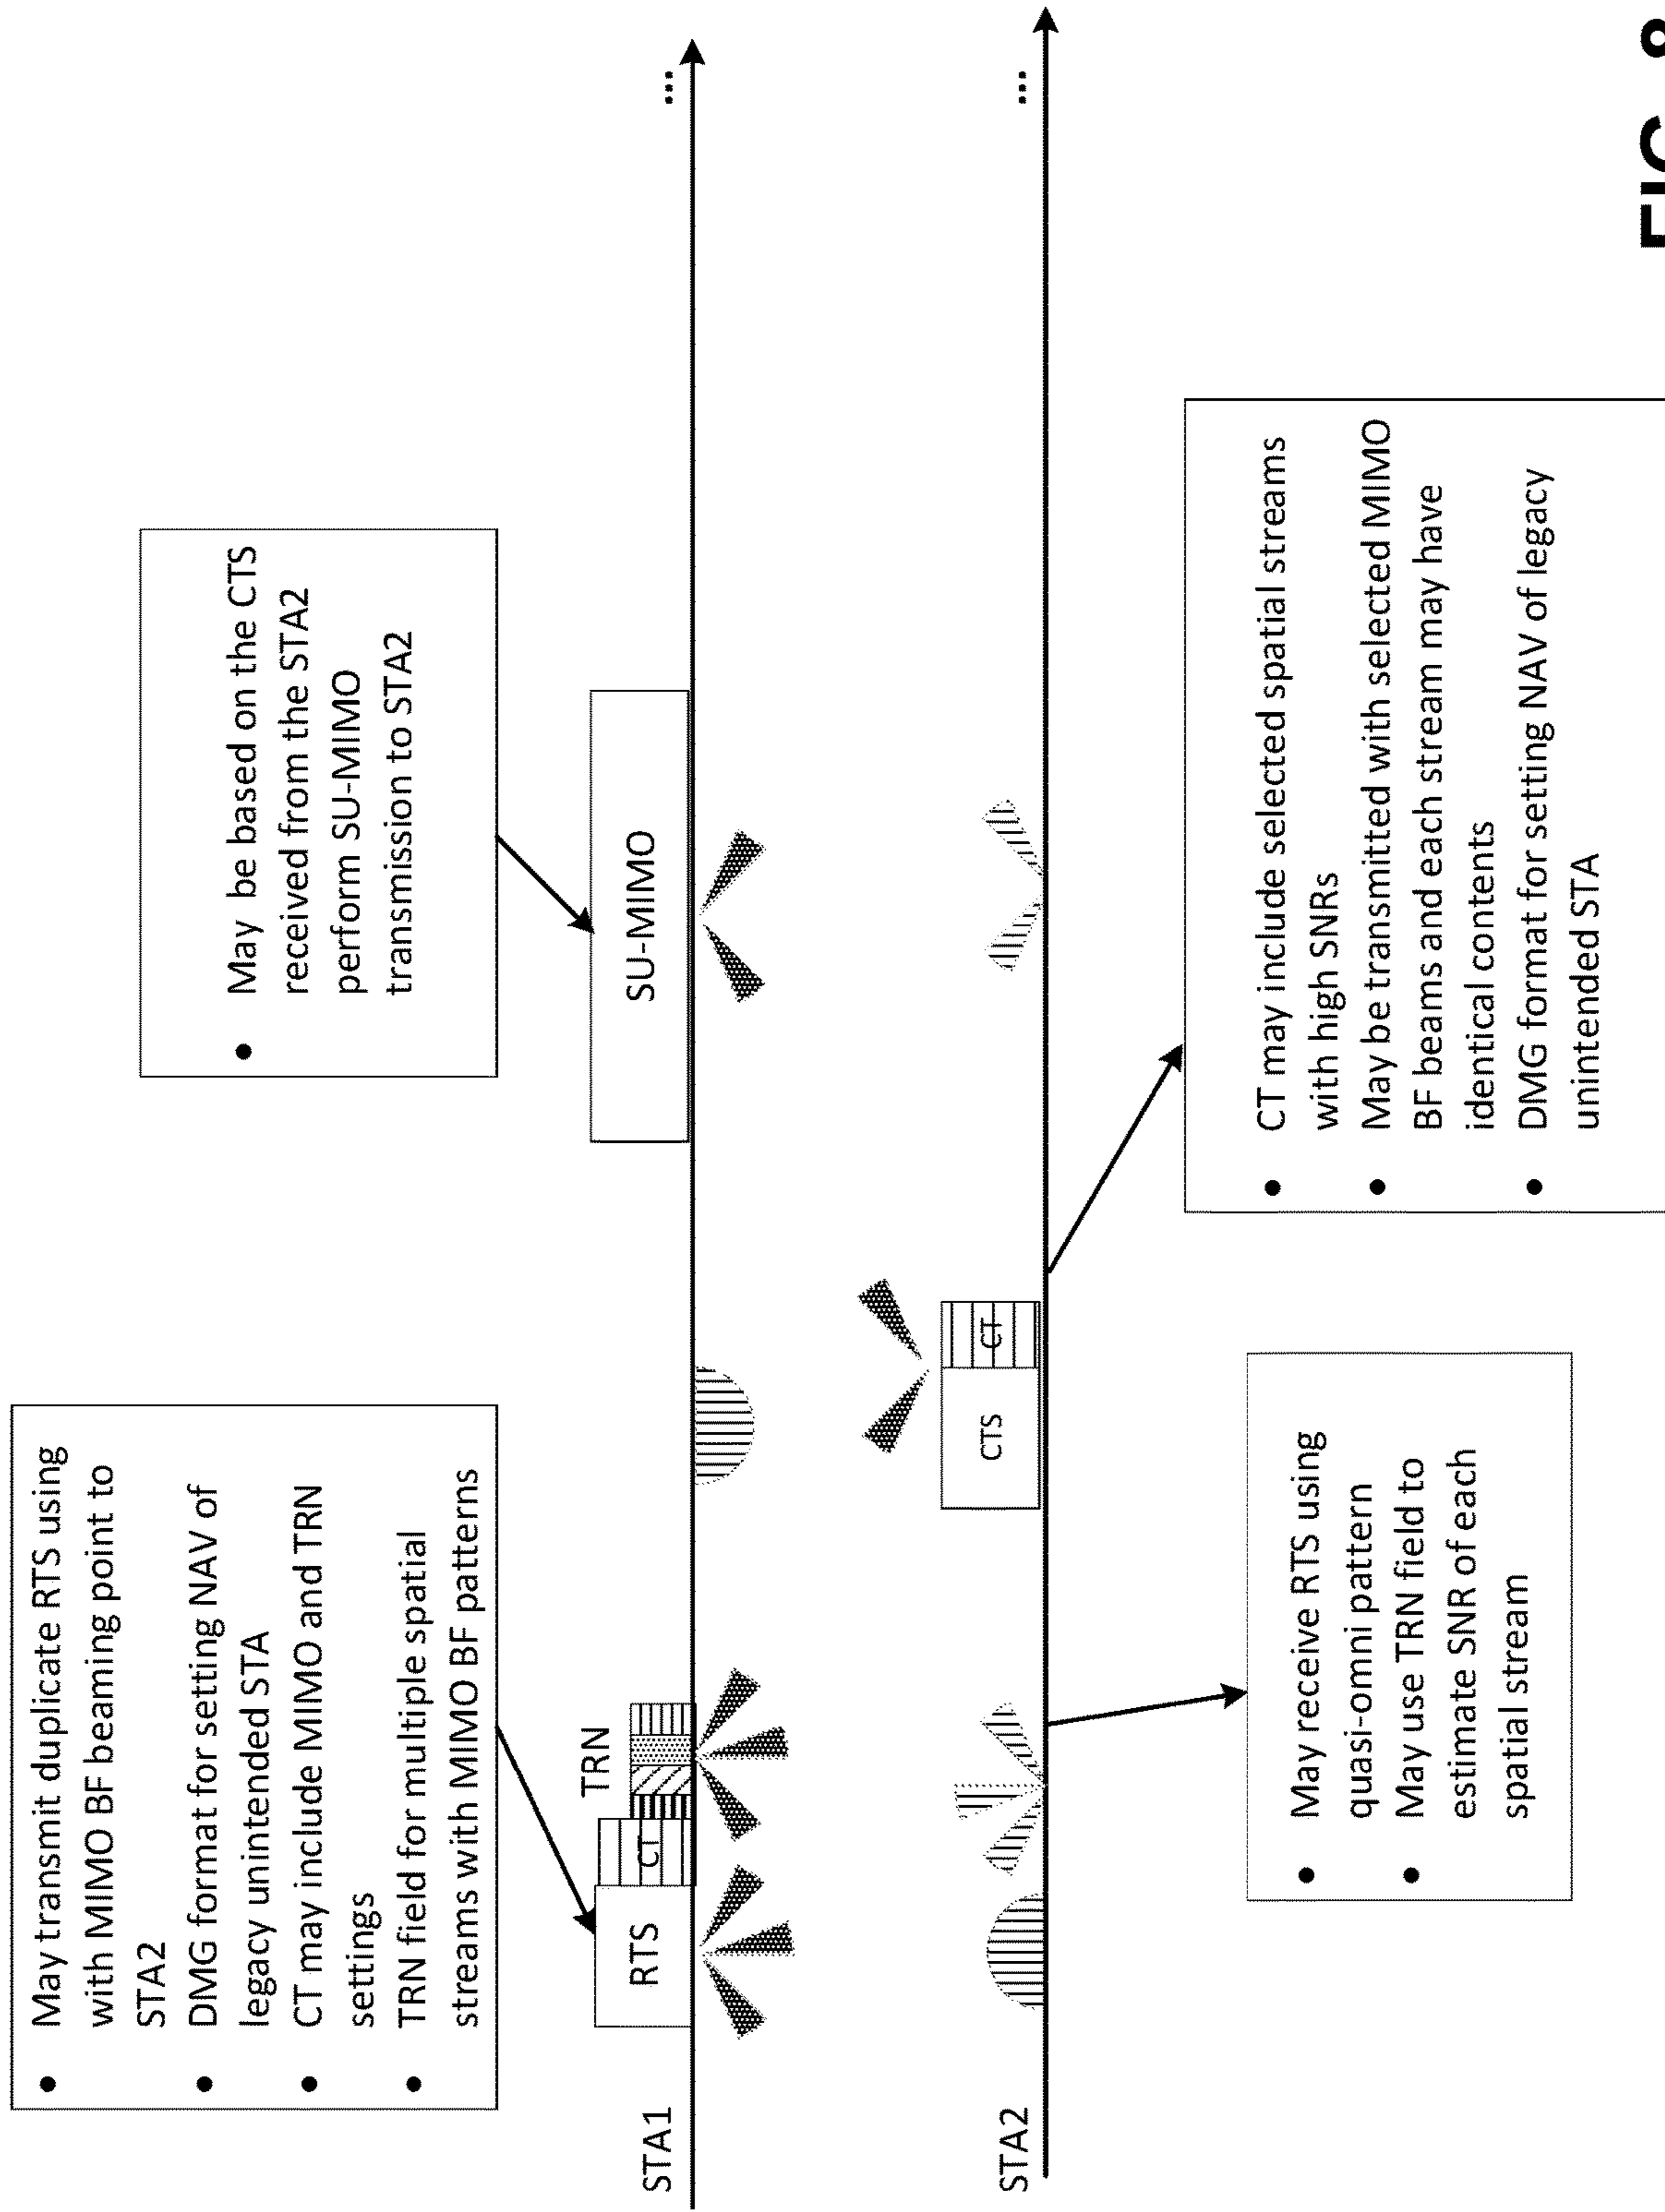 • May transmit duplicate RTS using
with MIMO BF beaming point to
STA2
• DMG format for setting NAV of
legacy unintended STA
• CT may include MIMO and TRN
settings
• TRN field for multiple spatial
streams with MIMO BF patterns
• May be based on the CTS
received from the STA2
perform SU-MIMO
transmission to STA2
STA1
RTS
CT
TRN
SU-MIMO
...
STA2
CTS
CT
...
• May receive RTS using
quasi-omni pattern
• May use TRN field to
estimate SNR of each
spatial stream
• CT may include selected spatial streams
with high SNRs
• May be transmitted with selected MIMO
BF beams and each stream may have
identical contents
• DMG format for setting NAV of legacy
unintended STA
FIG. 8